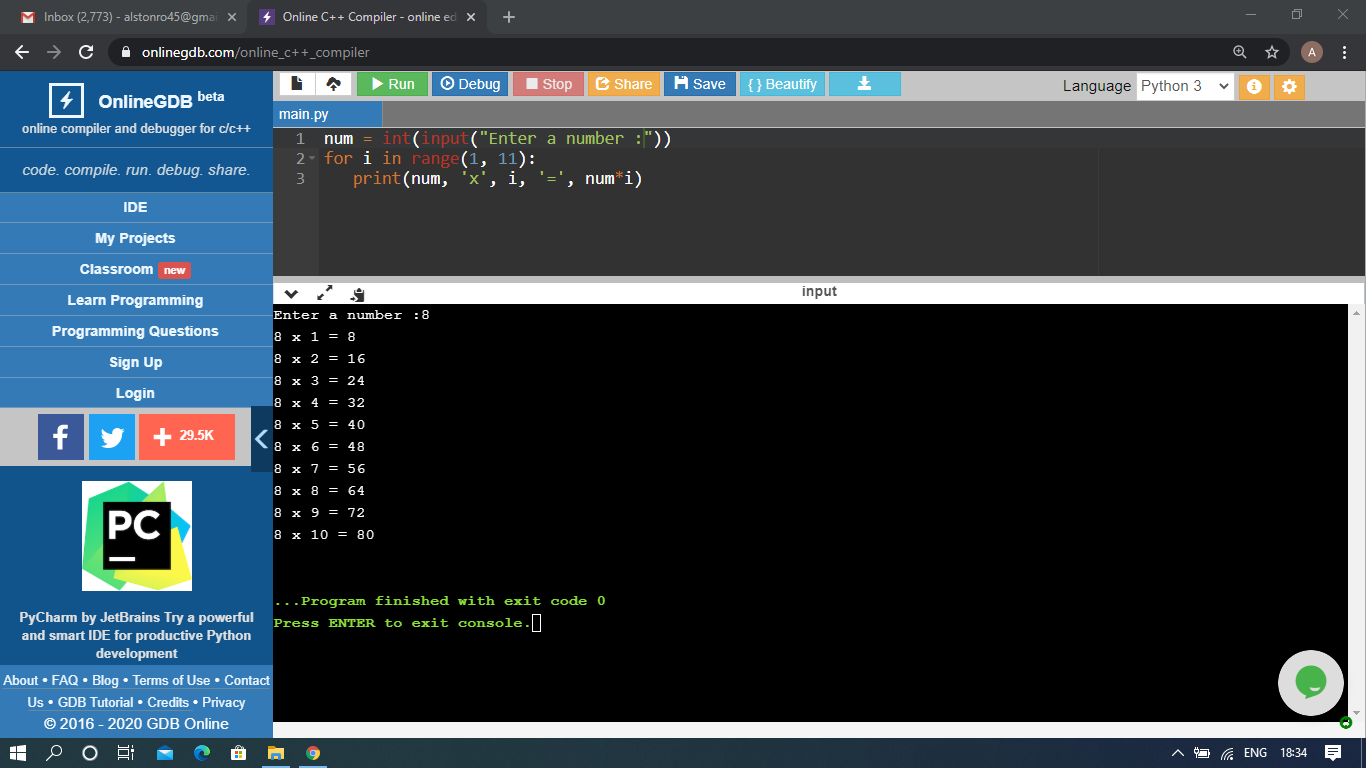 Inbox (2,773) - alstonro45@gmai
Online C++ Compiler - online ed
onlinegdb.com/online_c++_compiler
A
OnlineGDB beta
online compiler and debugger for c/c++
code. compile. run. debug. share.
IDE
My Projects
Classroom new
Learn Programming
Programming Questions
Sign Up
Login
f
29.5K
PC
PyCharm by JetBrains Try a powerful
and smart IDE for productive Python
development
About • FAQ • Blog • Terms of Use • Contact
Us • GDB Tutorial • Credits • Privacy
© 2016 - 2020 GDB Online
Run Debug Stop Share Save { } Beautify
Language Python 3
main.py
1 num = int(input("Enter a number :"))
2 for i in range(1, 11):
3    print(num, 'x', i, '=', num*i)
input
Enter a number :8
8 x 1 = 8
8 x 2 = 16
8 x 3 = 24
8 x 4 = 32
8 x 5 = 40
8 x 6 = 48
8 x 7 = 56
8 x 8 = 64
8 x 9 = 72
8 x 10 = 80
...Program finished with exit code 0
Press ENTER to exit console.
ENG 18:34